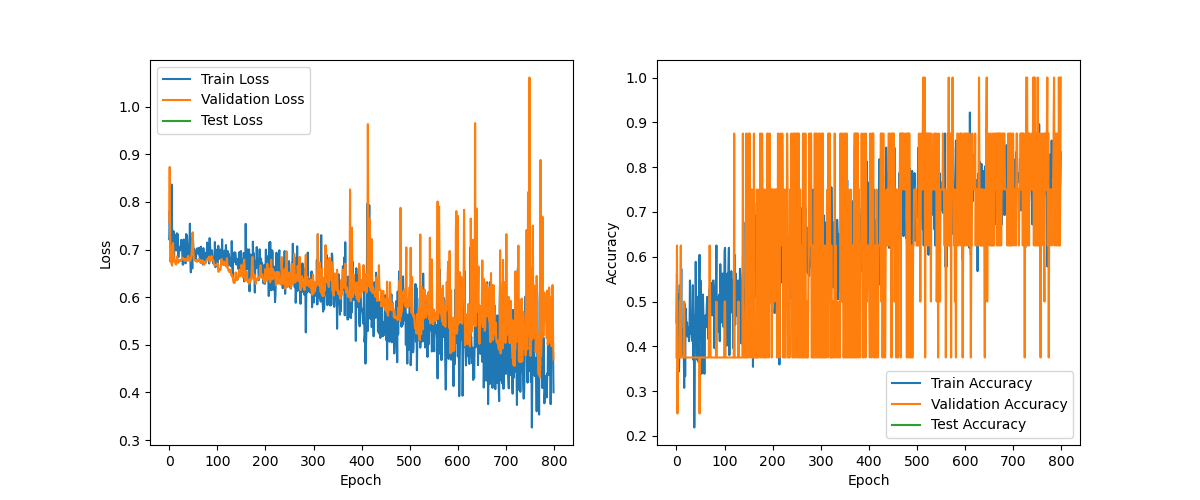 Train Loss
Validation Loss
Test Loss
1.0
0.9
0.8
0.7
0.6
0.5
0.4
0.3
Loss
0 100 200 300 400 500 600 700 800
Epoch
1.0
0.9
0.8
0.7
0.6
0.5
0.4
0.3
0.2
Accuracy
Train Accuracy
Validation Accuracy
Test Accuracy
0 100 200 300 400 500 600 700 800
Epoch